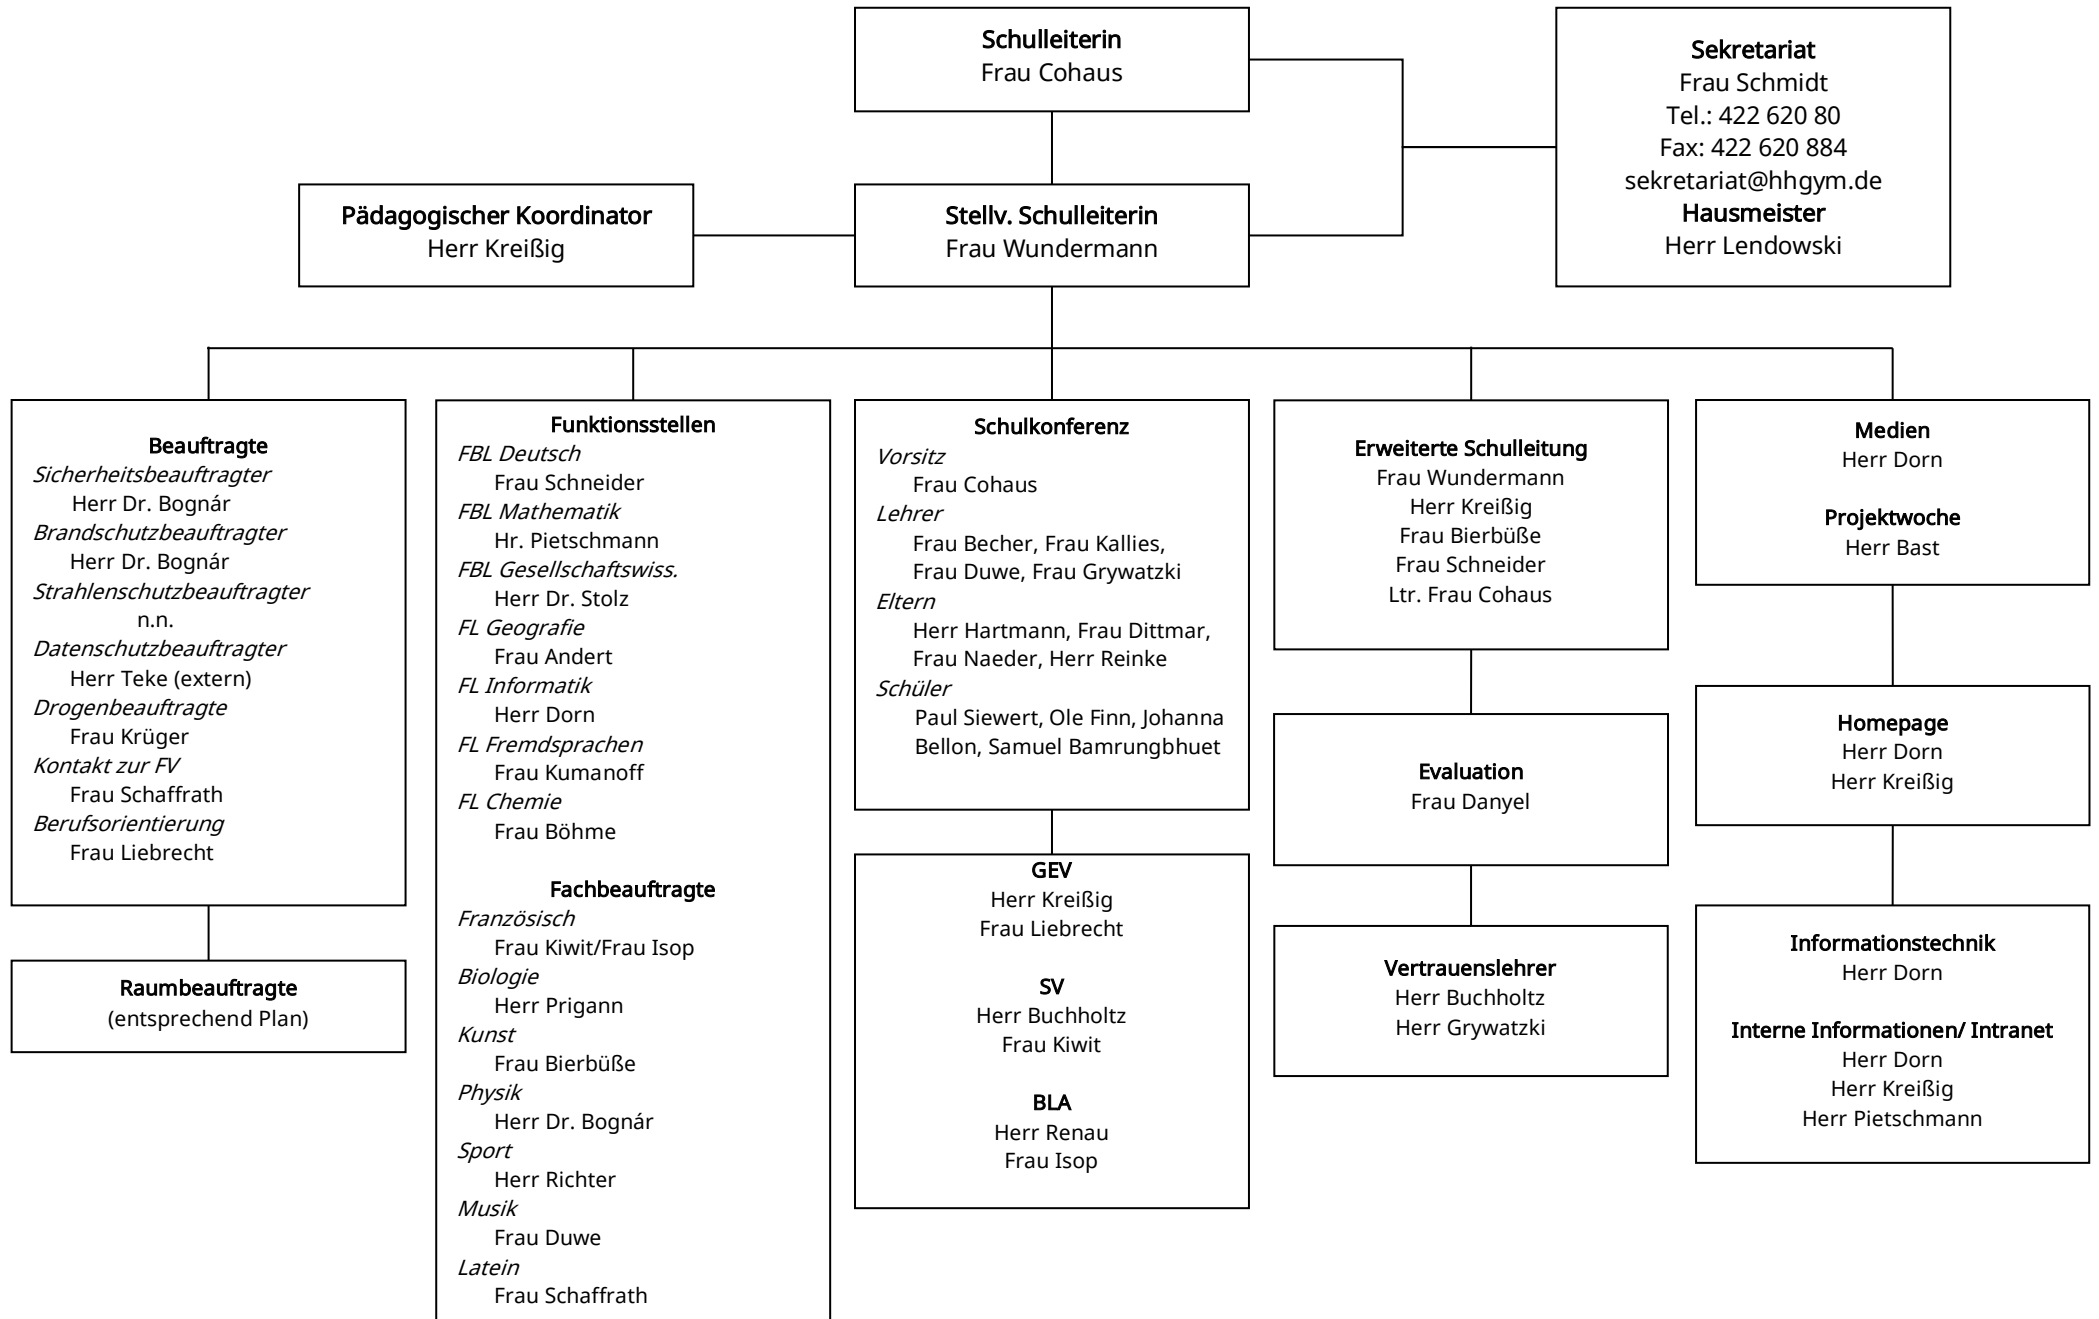 Schulleiterin
Frau Cohaus
Sekretariat
Frau Schmidt
Tel.: 422 620 80
Fax: 422 620 884
sekretariat@hhgym.de
Hausmeister
Herr Lendowski
Pädagogischer Koordinator
Herr Kreißig
Stellv. Schulleiterin
Frau Wundermann
Beauftragte
Sicherheitsbeauftragter
Herr Dr. Bognár
Brandschutzbeauftragter
Herr Dr. Bognár
Strahlenschutzbeauftragter
n.n.
Datenschutzbeauftragter
Herr Teke (extern)
Drogenbeauftragte
Frau Krüger
Kontakt zur FV
Frau Schaffrath
Berufsorientierung
Frau Liebrecht
Raumbeauftragte
(entsprechend Plan)
Funktionsstellen
FBL Deutsch
Frau Schneider
FBL Mathematik
Hr. Pietschmann
FBL Gesellschaftswiss.
Herr Dr. Stolz
FL Geografie
Frau Andert
FL Informatik
Herr Dorn
FL Fremdsprachen
Frau Kumanoff
FL Chemie
Frau Böhme
Fachbeauftragte
Französisch
Frau Kiwit/Frau Isop
Biologie
Herr Prigann
Kunst
Frau Bierbüße
Physik
Herr Dr. Bognár
Sport
Herr Richter
Musik
Frau Duwe
Latein
Frau Schaffrath
Schulkonferenz
Vorsitz
Frau Cohaus
Lehrer
Frau Becher, Frau Kallies,
Frau Duwe, Frau Grywatzki
Eltern
Herr Hartmann, Frau Dittmar,
Frau Naeder, Herr Reinke
Schüler
Paul Siewert, Ole Finn, Johanna
Bellon, Samuel Bamrungbhuet
GEV
Herr Kreißig
Frau Liebrecht
SV
Herr Buchholtz
Frau Kiwit
BLA
Herr Renau
Frau Isop
Erweiterte Schulleitung
Frau Wundermann
Herr Kreißig
Frau Bierbüße
Frau Schneider
Ltr. Frau Cohaus
Evaluation
Frau Danyel
Vertrauenslehrer
Herr Buchholtz
Herr Grywatzki
Medien
Herr Dorn
Projektwoche
Herr Bast
Homepage
Herr Dorn
Herr Kreißig
Informationstechnik
Herr Dorn
Interne Informationen/ Intranet
Herr Dorn
Herr Kreißig
Herr Pietschmann